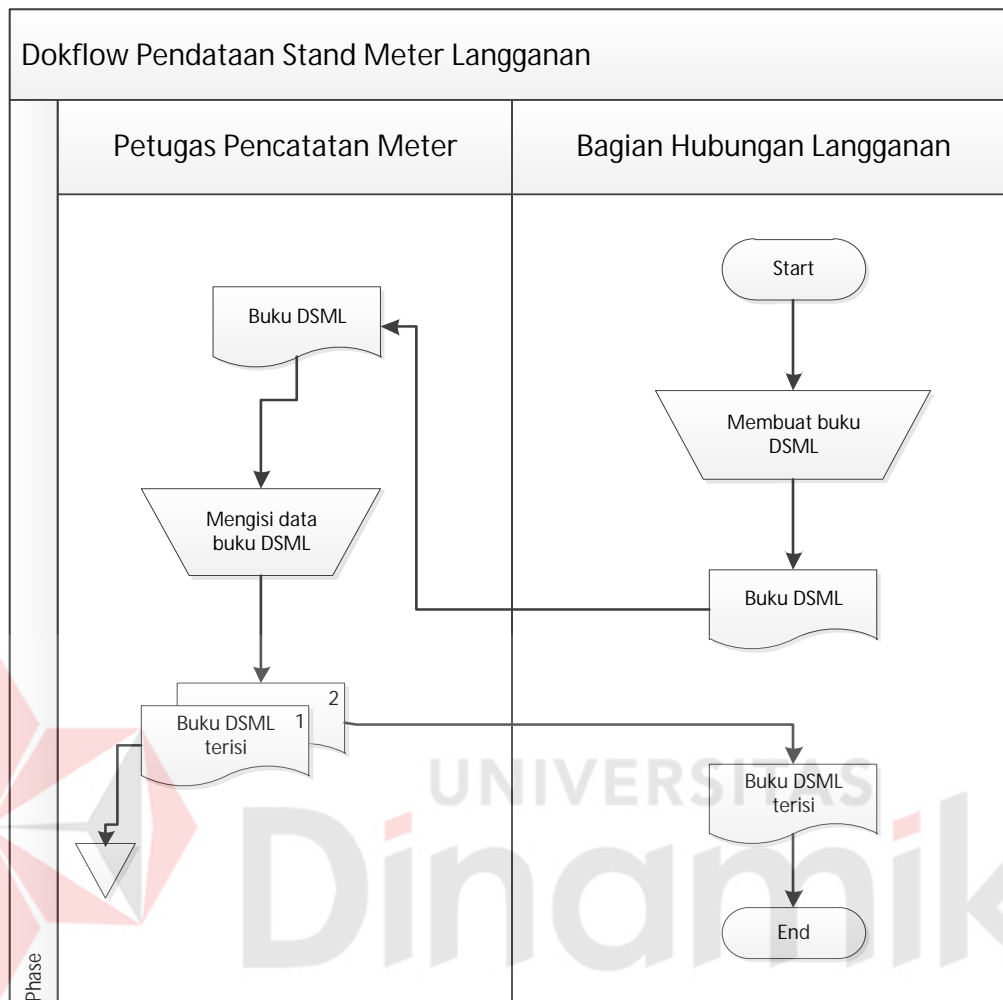 Dokflow Pendataan Stand Meter Langganan
Petugas Pencatatan Meter
Bagian Hubungan Langganan
Start
Buku DSML
Membuat buku
DSML
Mengisi data
buku DSML
Buku DSML
2
Buku DSML 1
terisi
Buku DSML
terisi
End
Phase
UNIVERSITAS
Dinamik